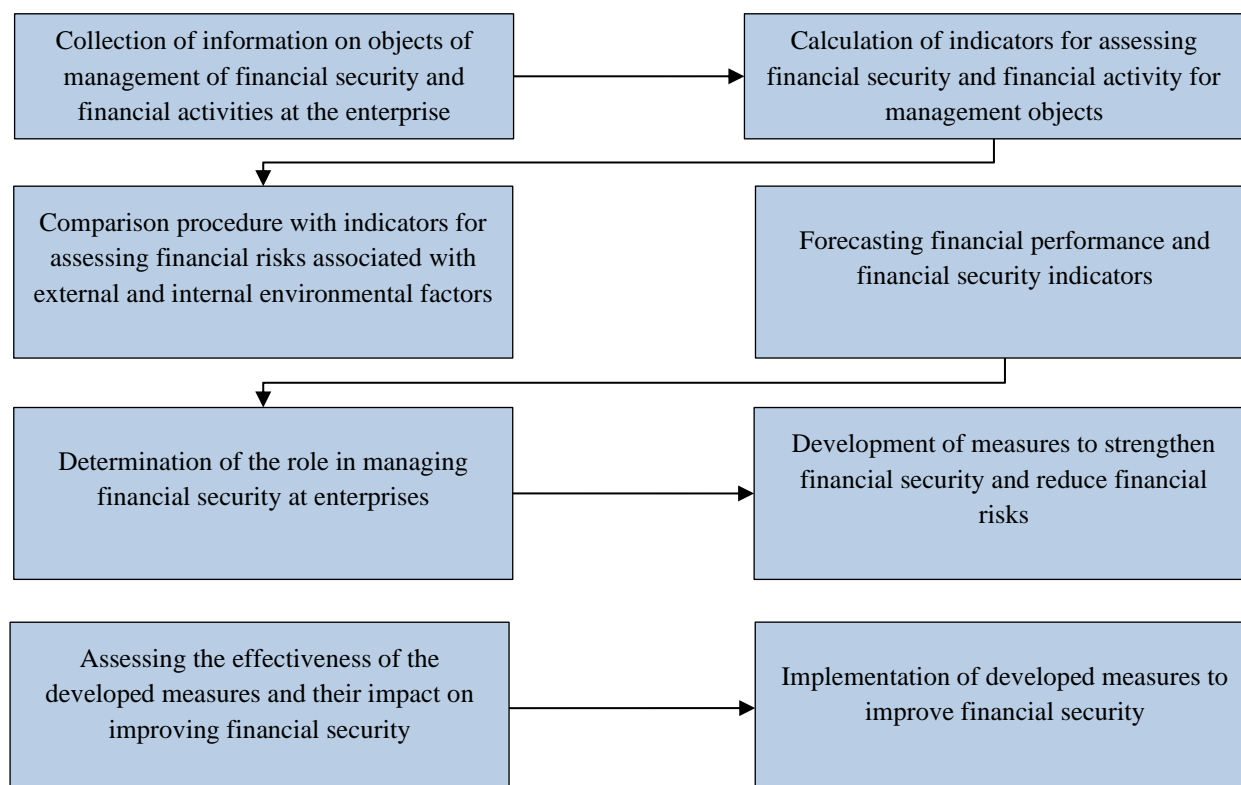 Collection of information on objects of
management of financial security and
financial activities at the enterprise
Calculation of indicators for assessing
financial security and financial activity for
management objects
Comparison procedure with indicators for
assessing financial risks associated with
external and internal environmental factors
Forecasting financial performance and
financial security indicators
Determination of the role in managing
financial security at enterprises
Development of measures to strengthen
financial security and reduce financial
risks
Assessing the effectiveness of the
developed measures and their impact on
improving financial security
Implementation of developed measures to
improve financial security